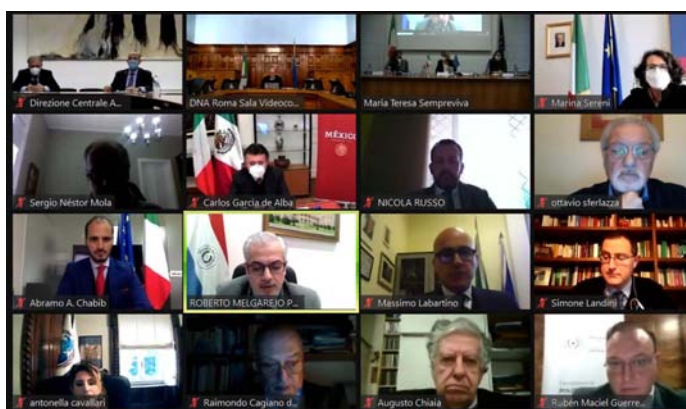 Direzione Centrale A...
DNA Roma Sala Videoco...
Maria Teresa Sempreviva
Marina Sereni
Sergio Néstor Mola
MÉXICO
Carlos Garcia de Alba
NICOLA RUSSO
ottavio sferlazza
Abramo A. Chabib
ROBERTO MELGAREJO P...
Massimo Labartino
Simone Landini
antonella cavallari
Raimondo Cagiano d...
Augusto Chiaia
Rubén Maciel Guerre...